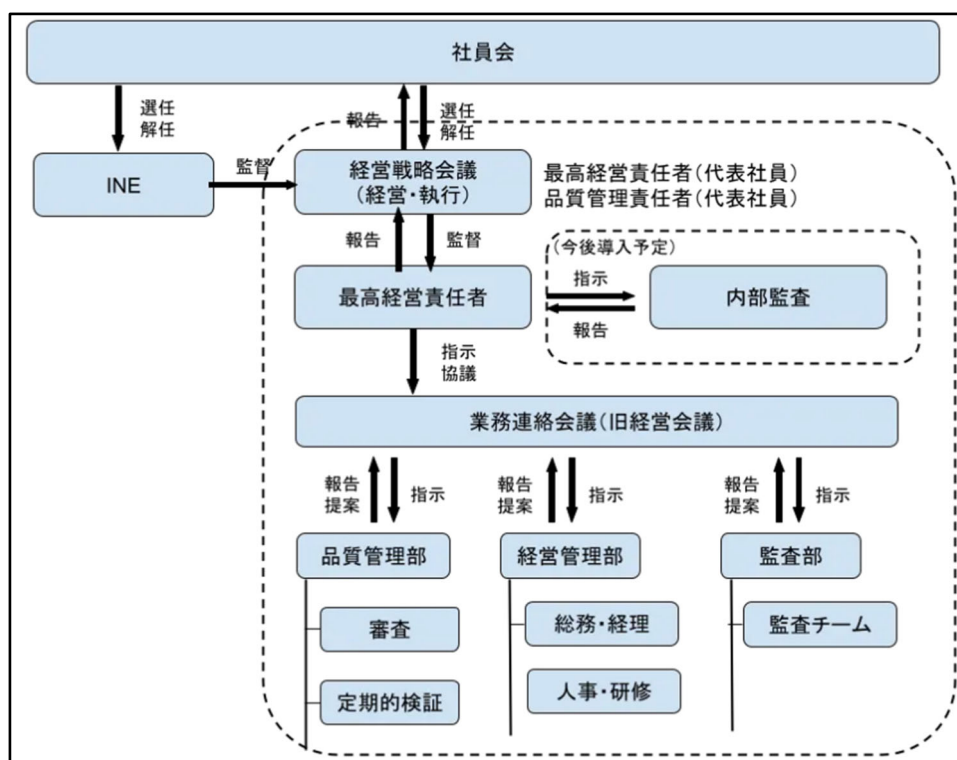 社員会
選任
解任
報告
選任
解任
INE
監督
経営戦略会議
(経営・執行)
最高経営責任者(代表社員)
品質管理責任者(代表社員)
報告
監督
(今後導入予定)
最高経営責任者
指示
報告
内部監査
指示
協議
業務連絡会議(旧経営会議)
報告
提案
指示
報告
提案
指示
報告
提案
指示
品質管理部
経営管理部
監査部
審査
総務・経理
監査チーム
定期的検証
人事・研修